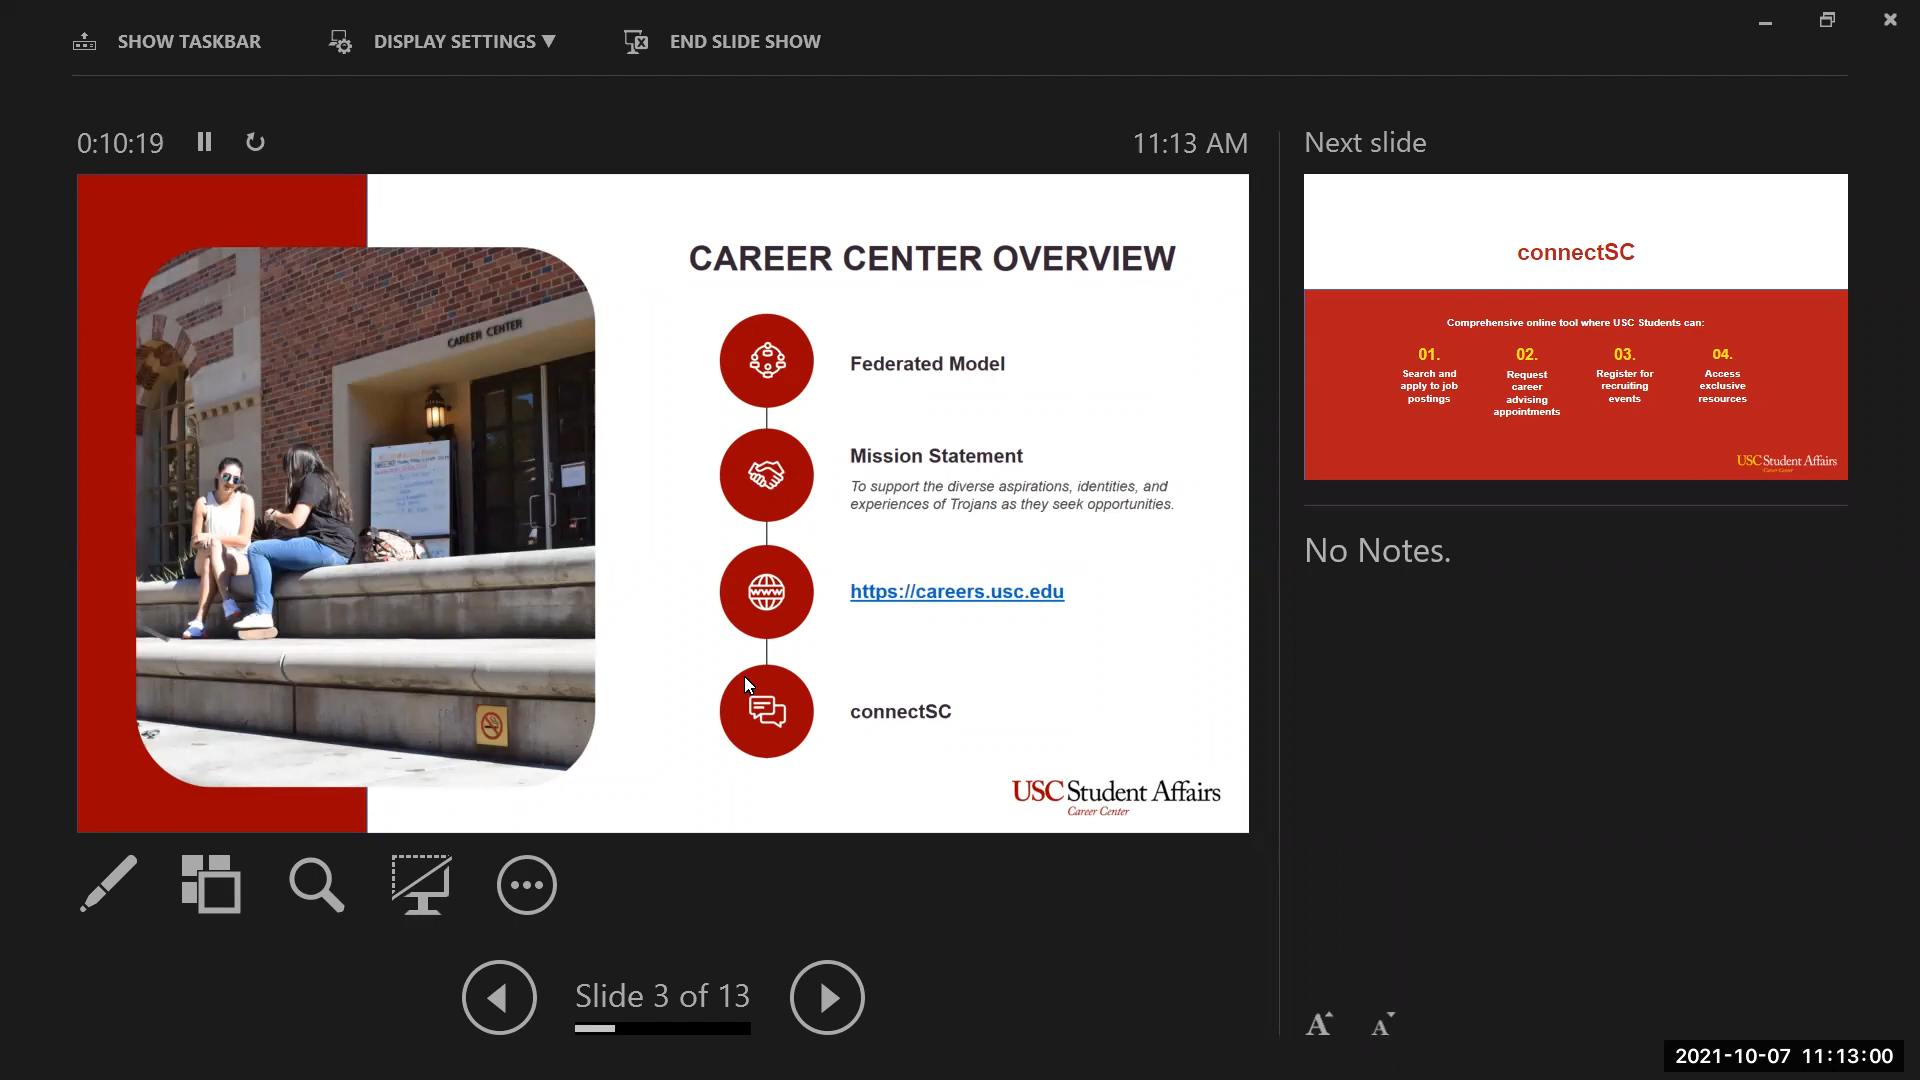 SHOW TASKBAR
DISPLAY SETTINGS ▼
END SLIDE SHOW
0:10:19
11:13 AM
Next slide
CAREER CENTER OVERVIEW
CAREER CENTER
Federated Model
Mission Statement
To support the diverse aspirations, identities, and
experiences of Trojans as they seek opportunities.
www
https://careers.usc.edu
connectSC
USC Student Affairs
Career Center
connectSC
Comprehensive online tool where USC Students can:
01.
Search and
apply to job
postings
02.
Request
career
advising
appointments
03.
Register for
recruiting
events
04.
Access
exclusive
resources
USC Student Affairs
Career Center
No Notes.
Slide 3 of 13
A
A
2021-10-07 11:13:00